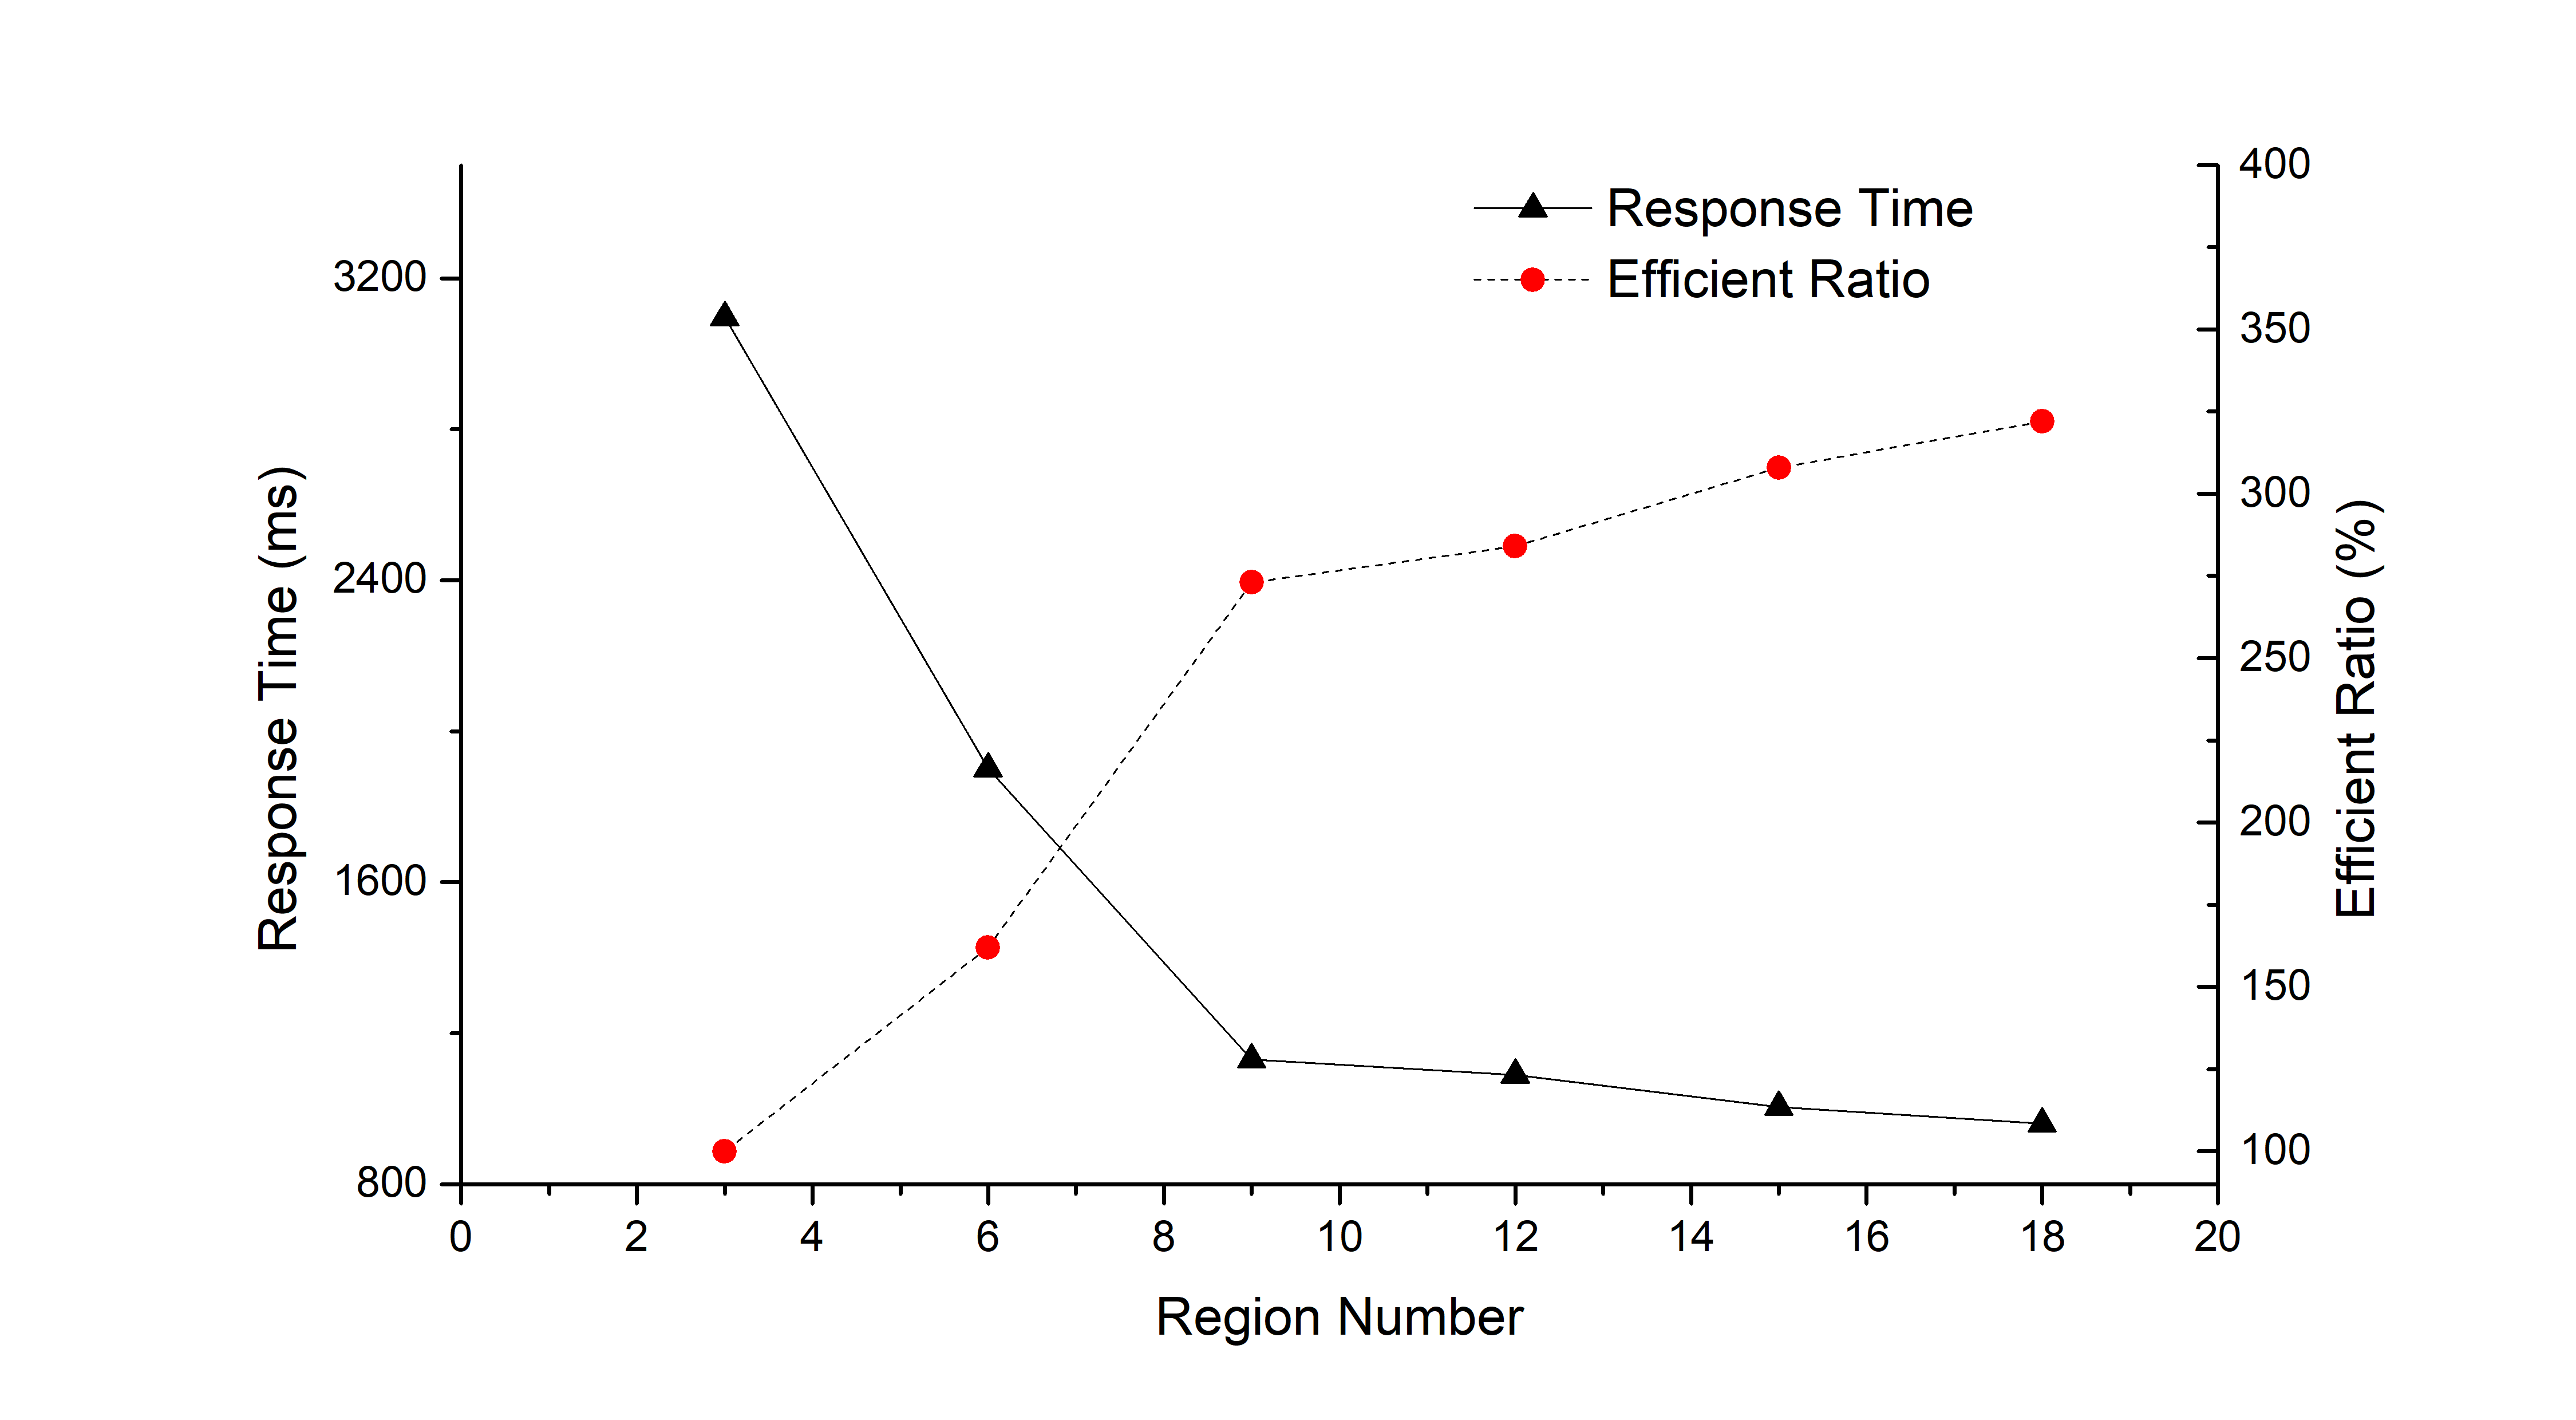 Response Time
Efficient Ratio
3200
2400
1600
800
Response Time (ms)
400
350
300
250
200
150
100
Efficient Ratio (%)
0 2 4 6 8 10 12 14 16 18 20
Region Number